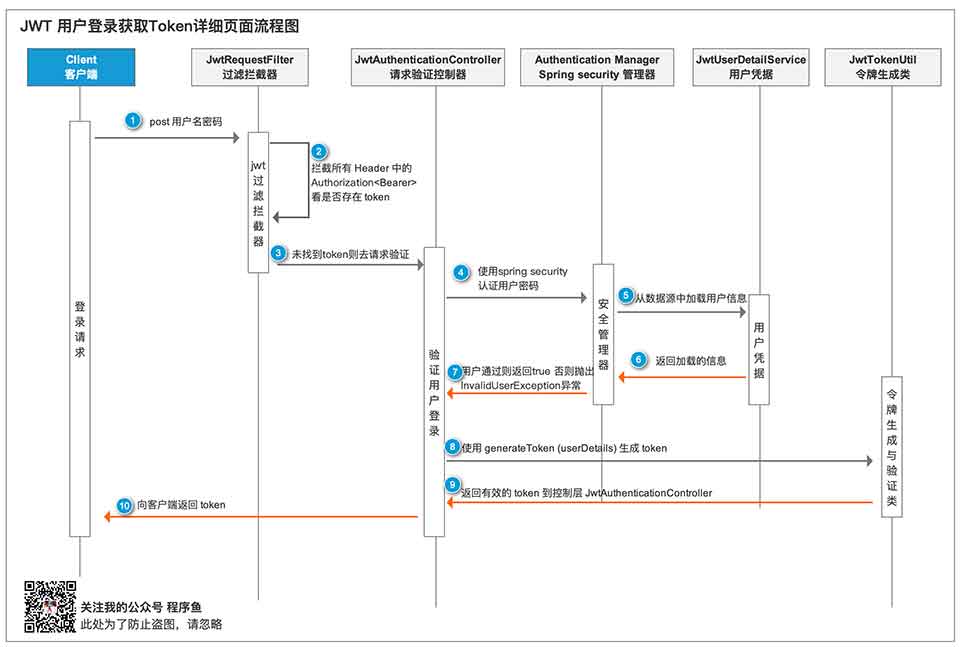 JWT 用户登录获取Token详细页面流程图
Client
客户端
JwtRequestFilter
过滤拦截器
JwtAuthenticationController
请求验证控制器
Authentication Manager
Spring security 管理器
JwtUserDetailService
用户凭据
JwtTokenUtil
令牌生成类
1 post 用户名密码
2
拦截所有 Header 中的
Authorization<Bearer>
看是否存在 token
jwt
过
滤
拦
截
器
3 未找到token则去请求验证
4 使用spring security
认证用户密码
5 从数据源中加载用户信息
安
全
管
理
器
用
户
凭
据
登
录
请
求
6 返回加载的信息
验
证
用
户
登
录
7 用户通过则返回true 否则抛出
InvalidUserException异常
令
牌
生
成
与
验
证
类
8 使用 generateToken (userDetails) 生成 token
9 返回有效的 token 到控制层 JwtAuthenticationController
10 向客户端返回 token
关注我的公众号 程序鱼
此处为了防止盗图，请忽略